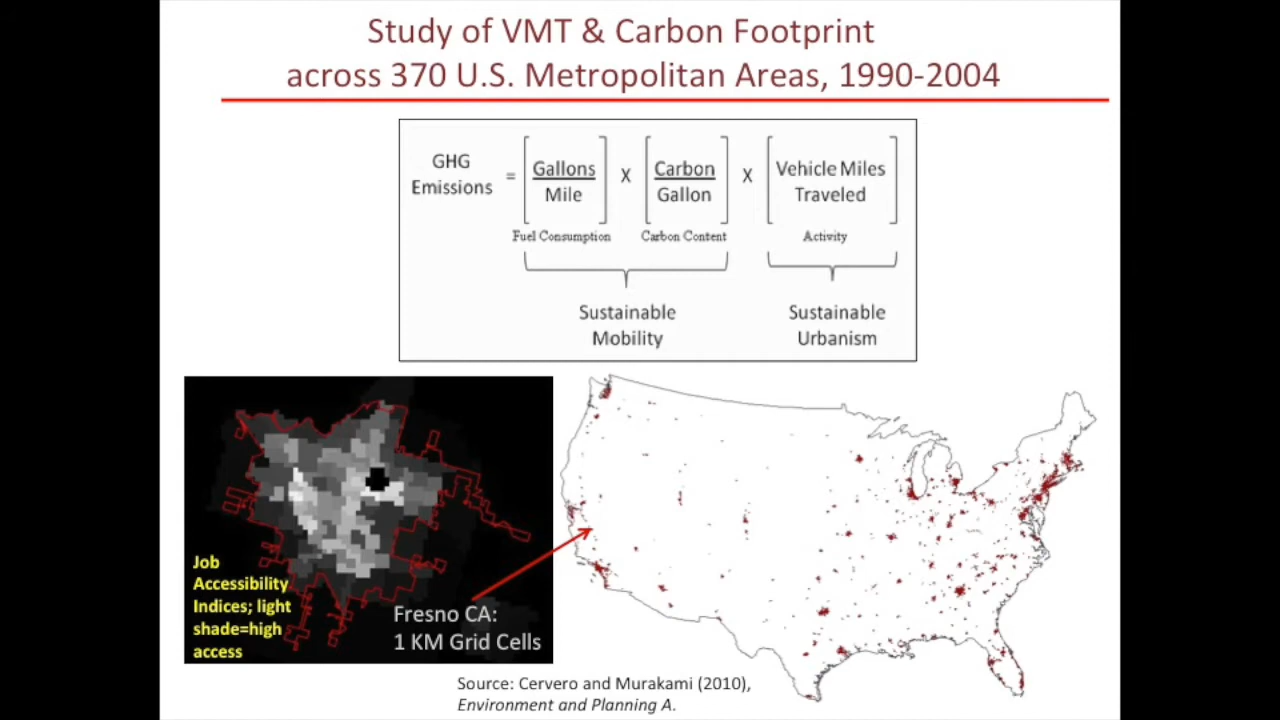 Study of VMT & Carbon Footprint
across 370 U.S. Metropolitan Areas, 1990-2004
GHG
Emissions
=
Gallons
Mile
X
Carbon
Gallon
X
Vehicle Miles
Traveled
Fuel Consumption
Carbon Content
Activity
Sustainable
Mobility
Sustainable
Urbanism
Job
Accessibility
Indices; light
shade=high
access
Fresno CA:
1 KM Grid Cells
Source: Cervero and Murakami (2010),
Environment and Planning A.